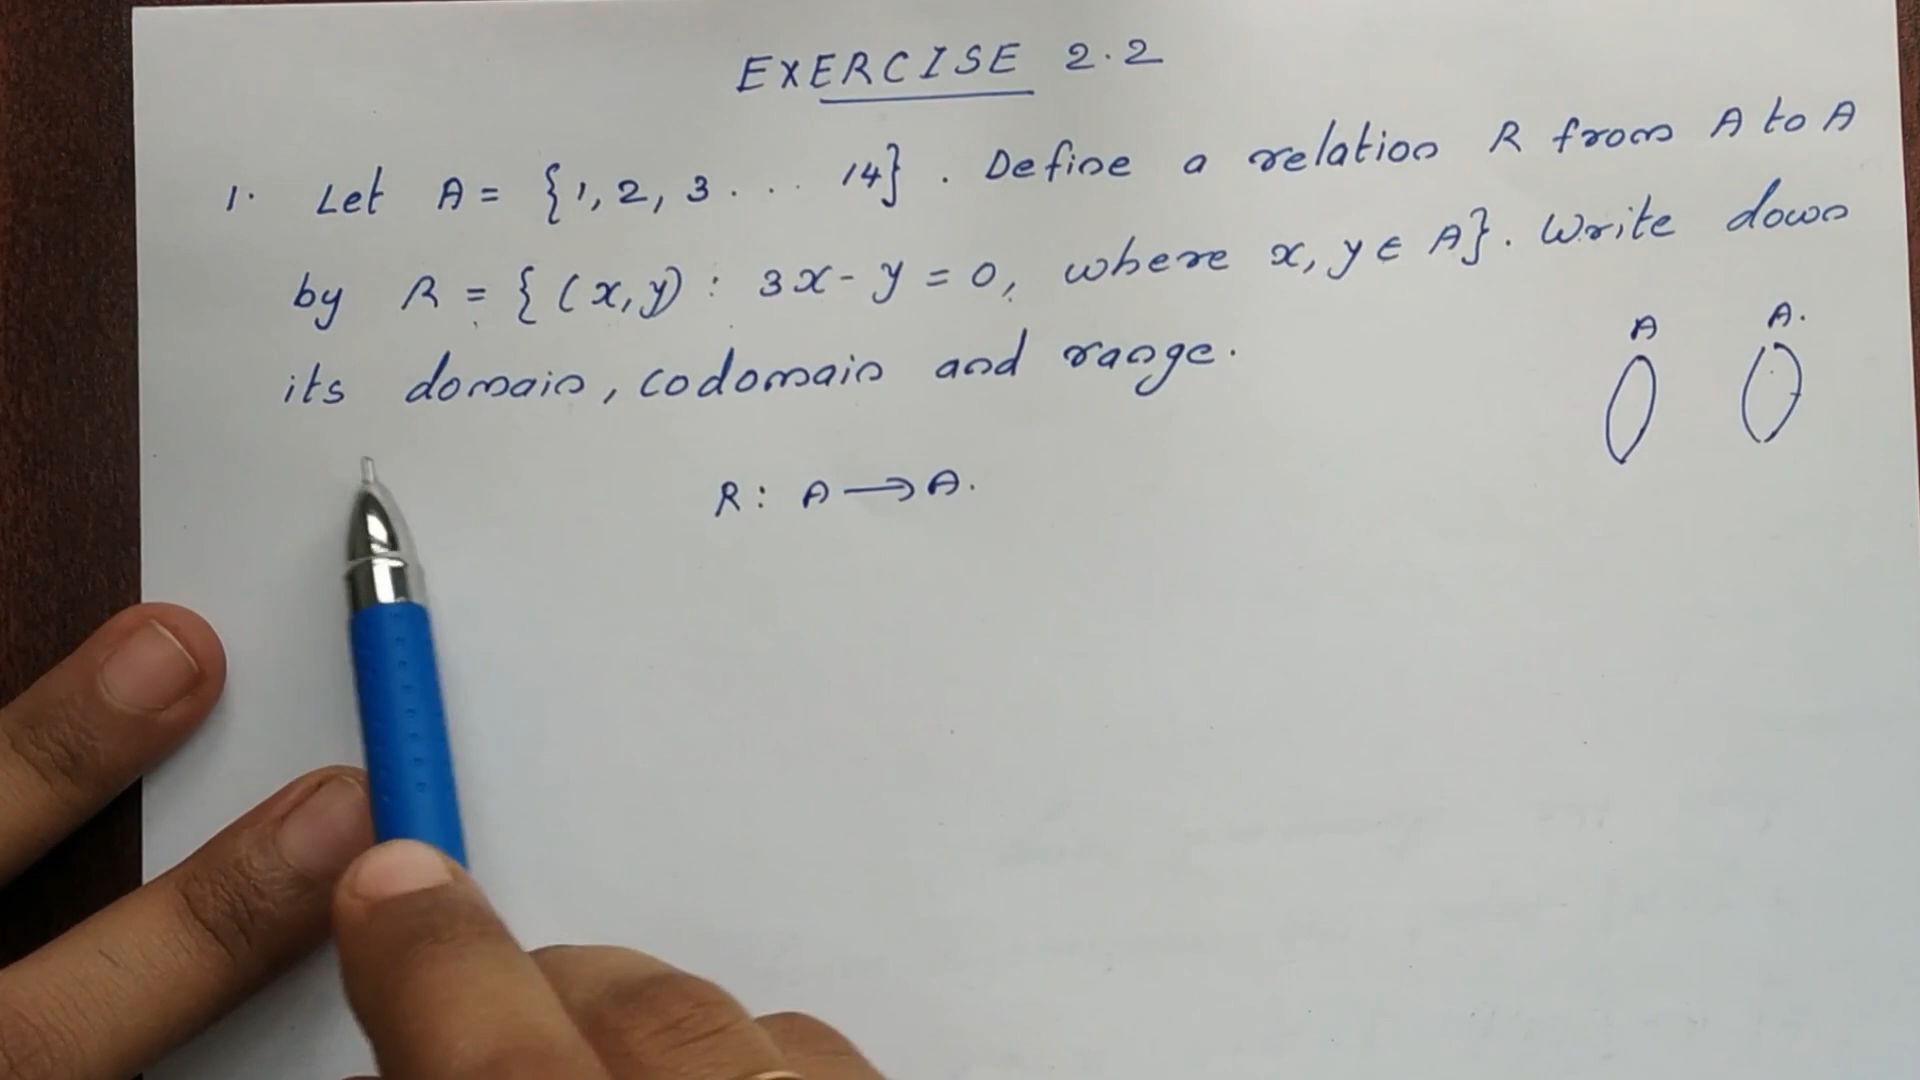 EXERCISE 2.2
1. Let A = {1, 2, 3 . . . 14} . Define a relation R from A to A
by R = { (x, y) : 3x - y = 0, where x, y ∈ A}. Write down
its domain, codomain and range.
A A.
R : A → A.